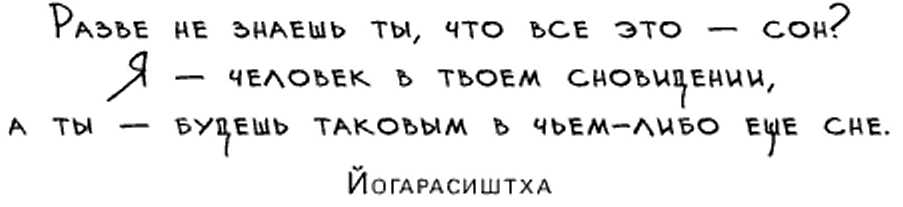 Разве не знаешь ты, что все это — сон?
Я — человек в твоем сновидении,
а ты — будешь таковым в чьем-либо еще сне.
Йогарасиштха